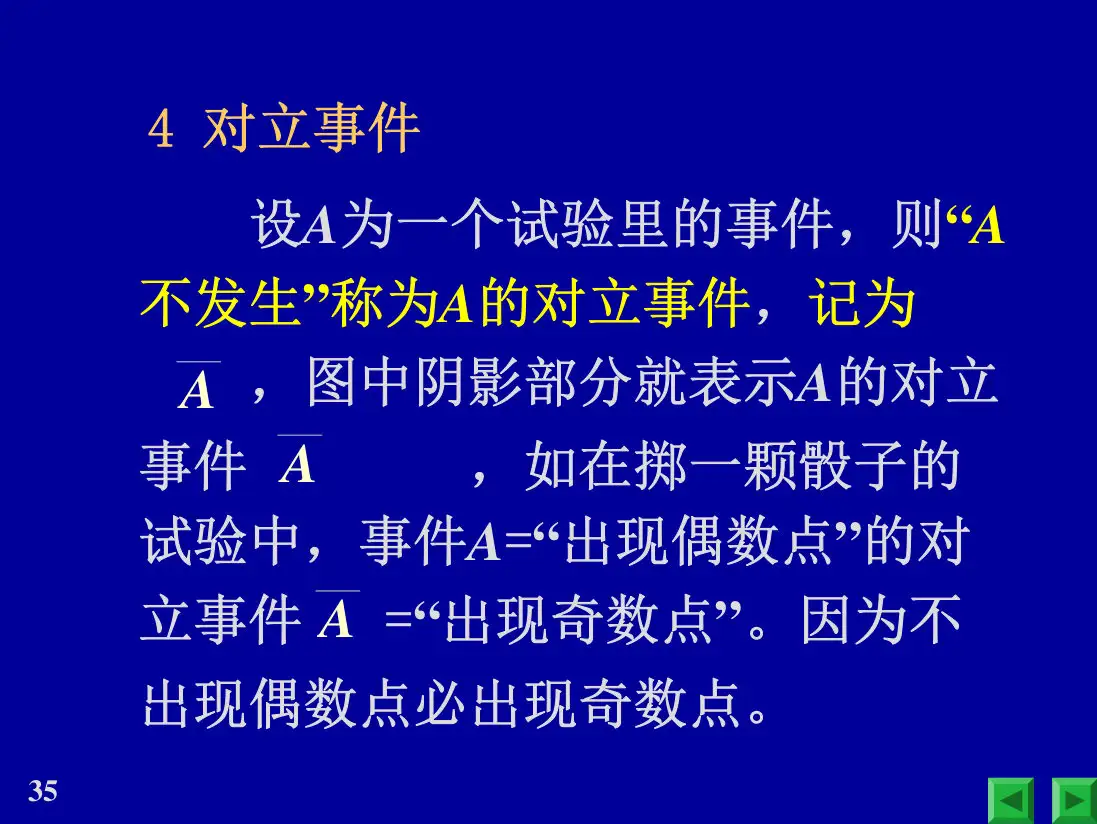 4 对立事件
设A为一个试验里的事件，则“A
不发生”称为A的对立事件，记为
A̅ ，图中阴影部分就表示A的对立
事件 A̅ ，如在掷一颗骰子的
试验中，事件A=“出现偶数点”的对
立事件 A̅ =“出现奇数点”。因为不
出现偶数点必出现奇数点。
35